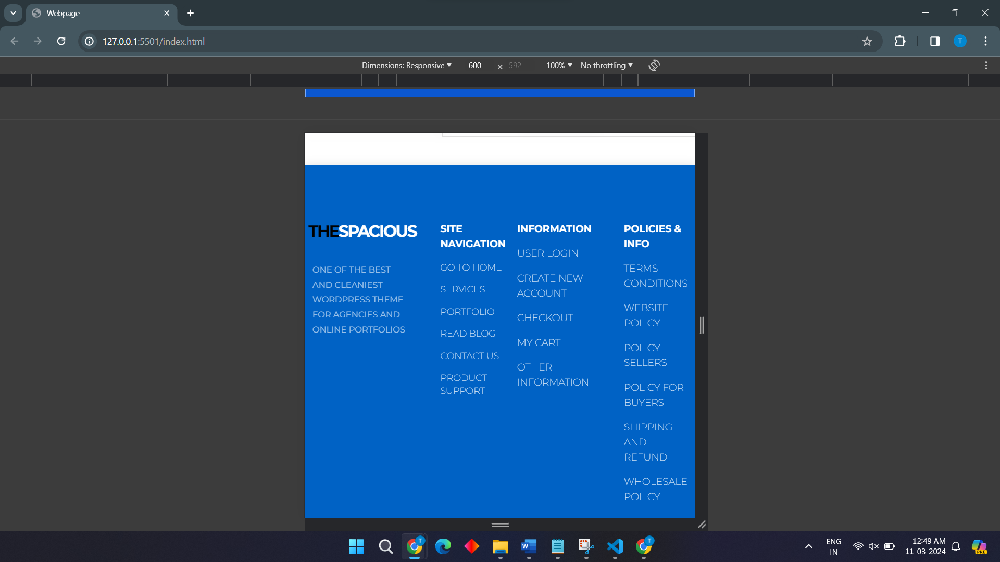 Webpage
127.0.0.1:5501/index.html
T
Dimensions: Responsive 600 × 592 100% No throttling
THESPACIOUS
ONE OF THE BEST
AND CLEANIEST
WORDPRESS THEME
FOR AGENCIES AND
ONLINE PORTFOLIOS
SITE
NAVIGATION
GO TO HOME
SERVICES
PORTFOLIO
READ BLOG
CONTACT US
PRODUCT
SUPPORT
INFORMATION
USER LOGIN
CREATE NEW
ACCOUNT
CHECKOUT
MY CART
OTHER
INFORMATION
POLICIES &
INFO
TERMS
CONDITIONS
WEBSITE
POLICY
POLICY
SELLERS
POLICY FOR
BUYERS
SHIPPING
AND
REFUND
WHOLESALE
POLICY
T
W
T
ENG
IN
12:49 AM
11-03-2024
PRE